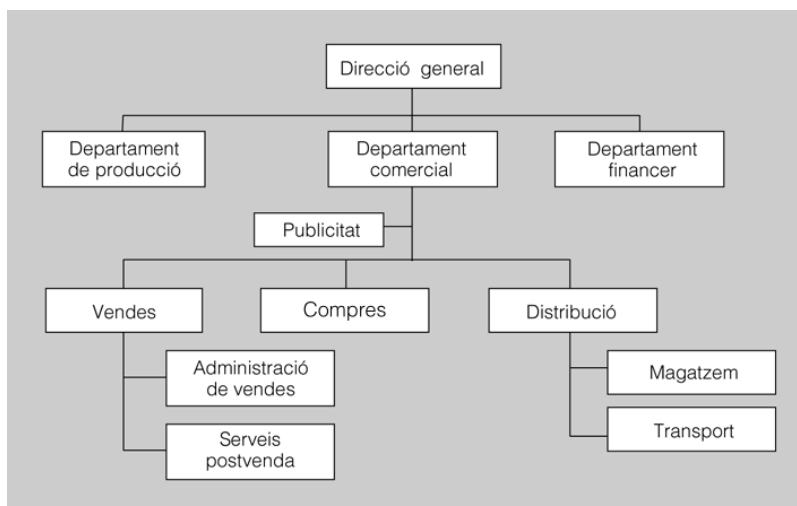 Direcció general
Departament
de producció
Departament
comercial
Departament
financer
Publicitat
Vendes
Compres
Distribució
Administració
de vendes
Magatzem
Serveis
postvenda
Transport